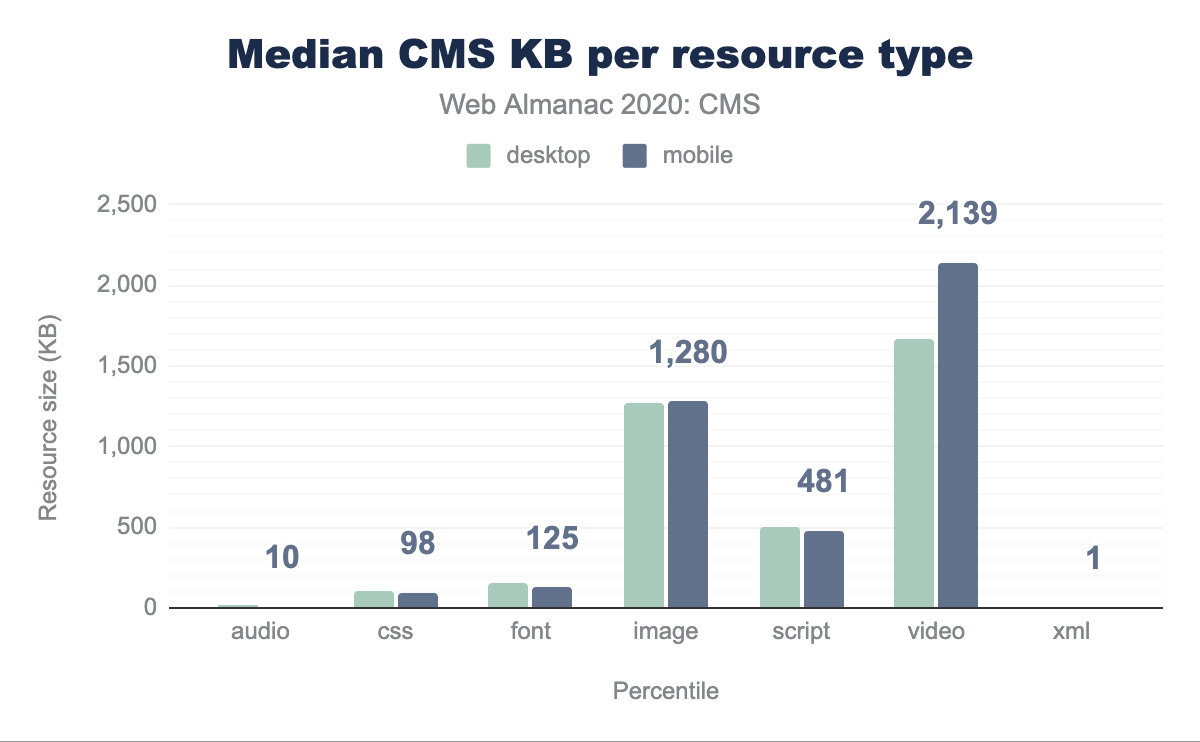 Median CMS KB per resource type
Web Almanac 2020: CMS
desktop mobile
Resource size (KB)
2,500
2,000
1,500
1,000
500
0
10
98
125
1,280
481
2,139
1
audio css font image script video xml
Percentile